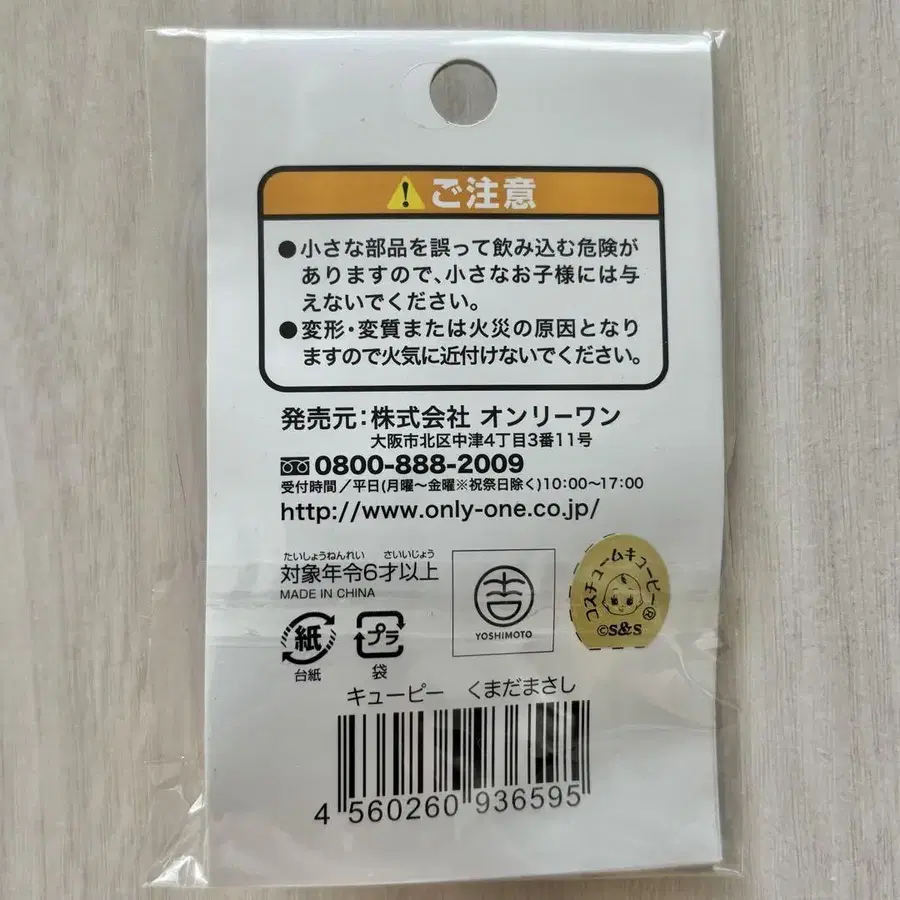 ご注意
●小さな部品を誤って飲み込む危険が
ありますので、小さなお子様には与
えないでください。
●変形・変質または火災の原因となり
ますので火気に近付けないでください。
発売元:株式会社 オンリーワン
大阪市北区中津4丁目3番11号
0800-888-2009
受付時間/平日(月曜〜金曜※祝祭日除く)10:00〜17:00
http://www.only-one.co.jp/
たいしょうねんれい さいいじょう
対象年令6才以上
MADE IN CHINA
紙
台紙
プラ
袋
吉
YOSHIMOTO
コスチュームキューピー®
©S&S
キューピー くまだまさし
4 560260 936595